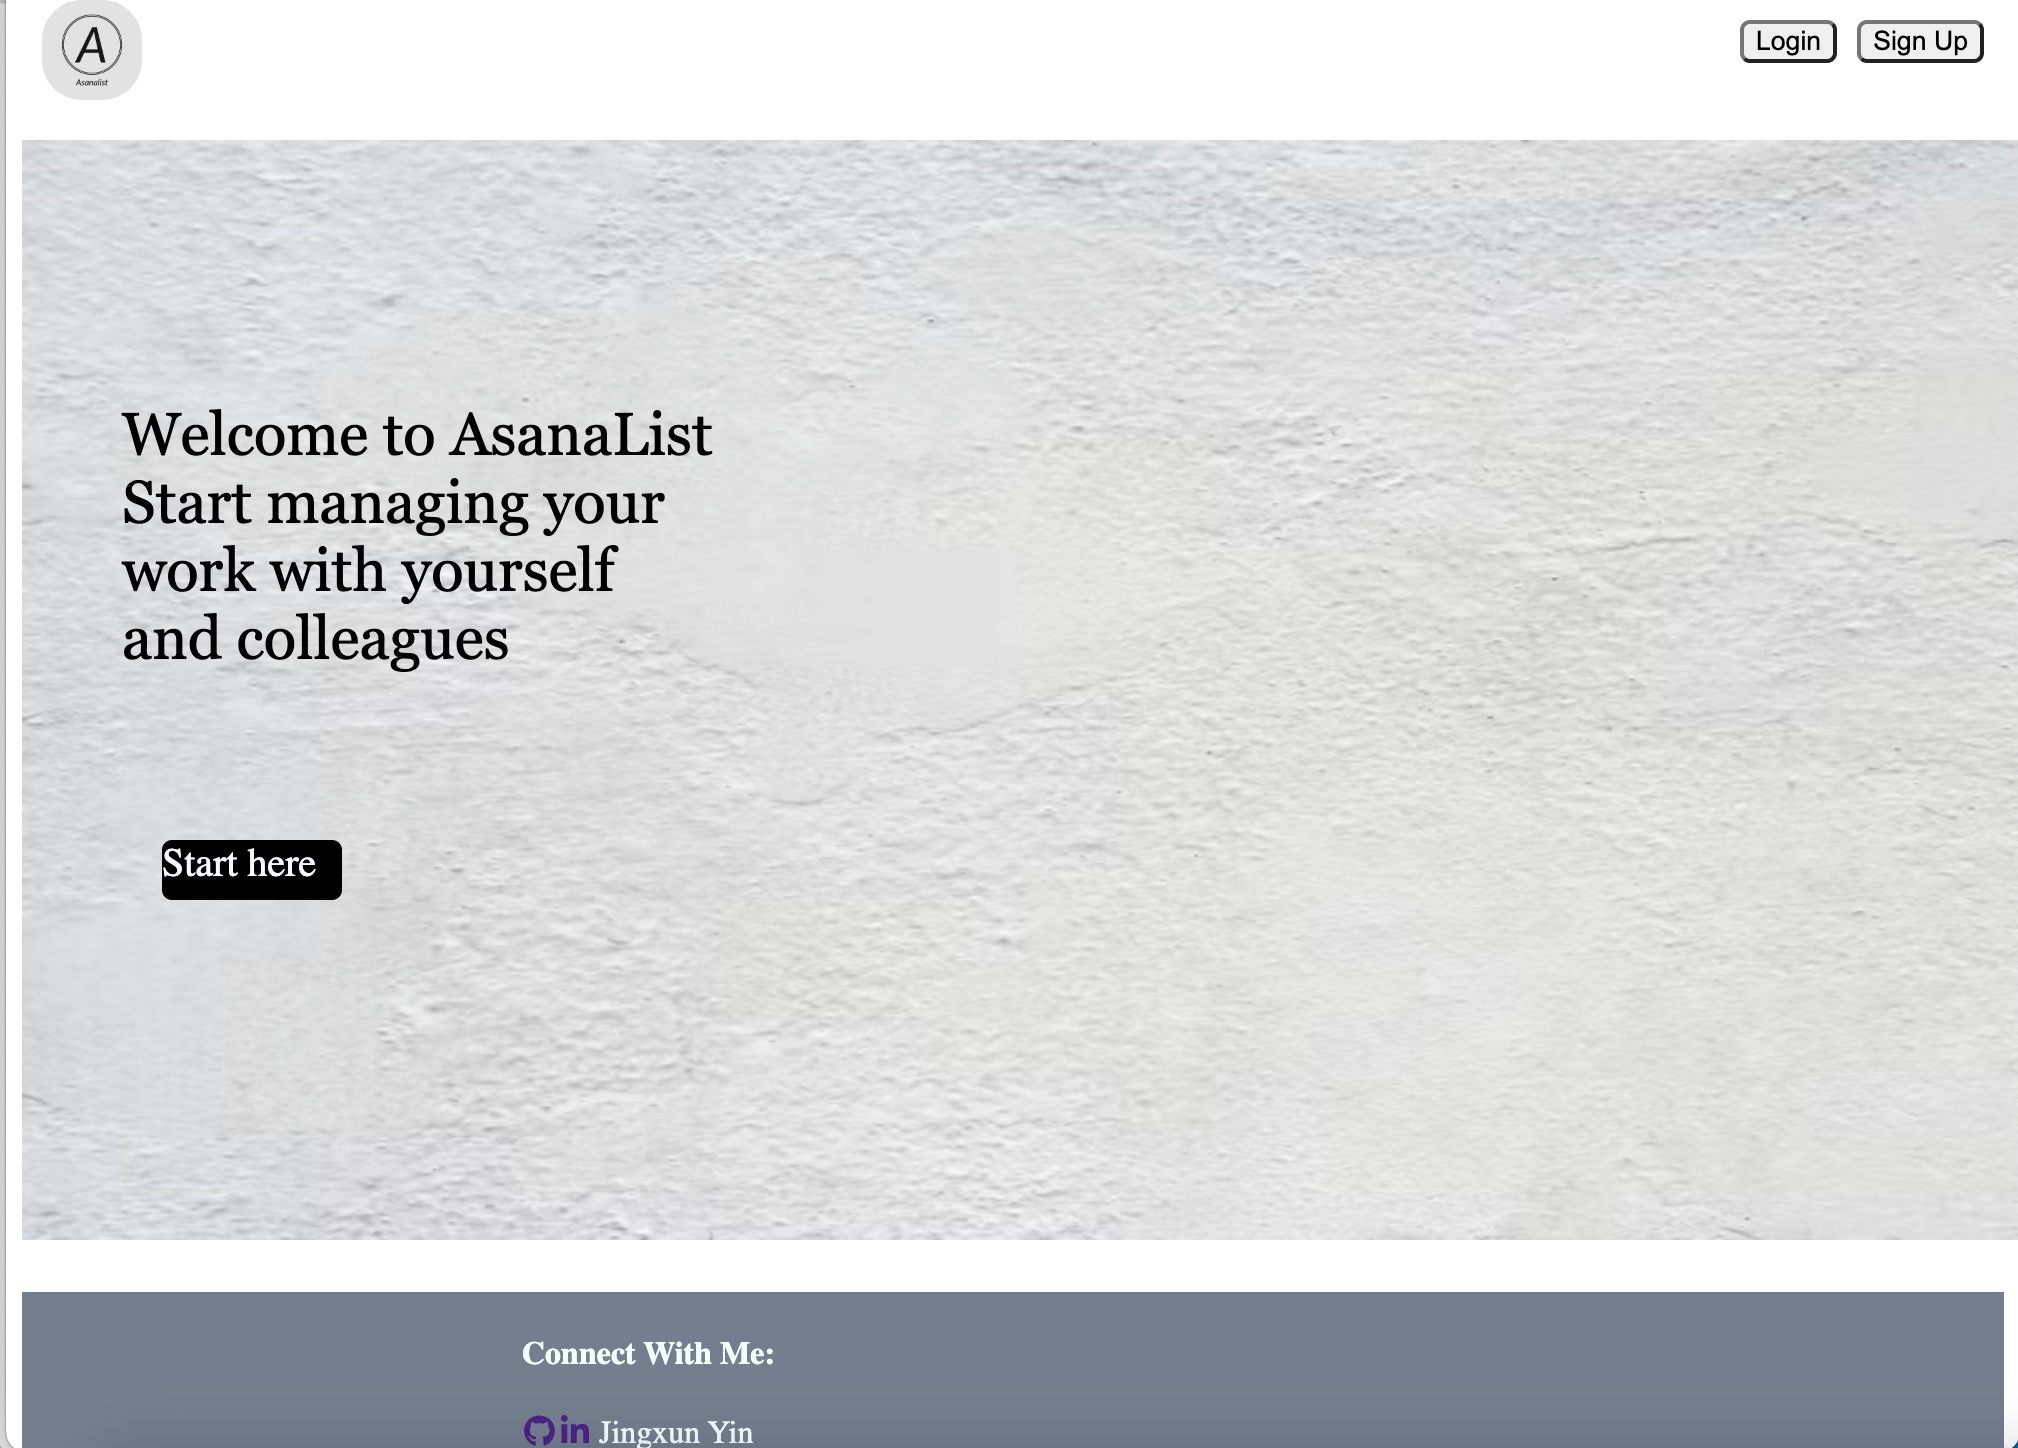 A
Asanalist
Login
Sign Up
Welcome to AsanaList
Start managing your
work with yourself
and colleagues
Start here
Connect With Me:
in Jingxun Yin